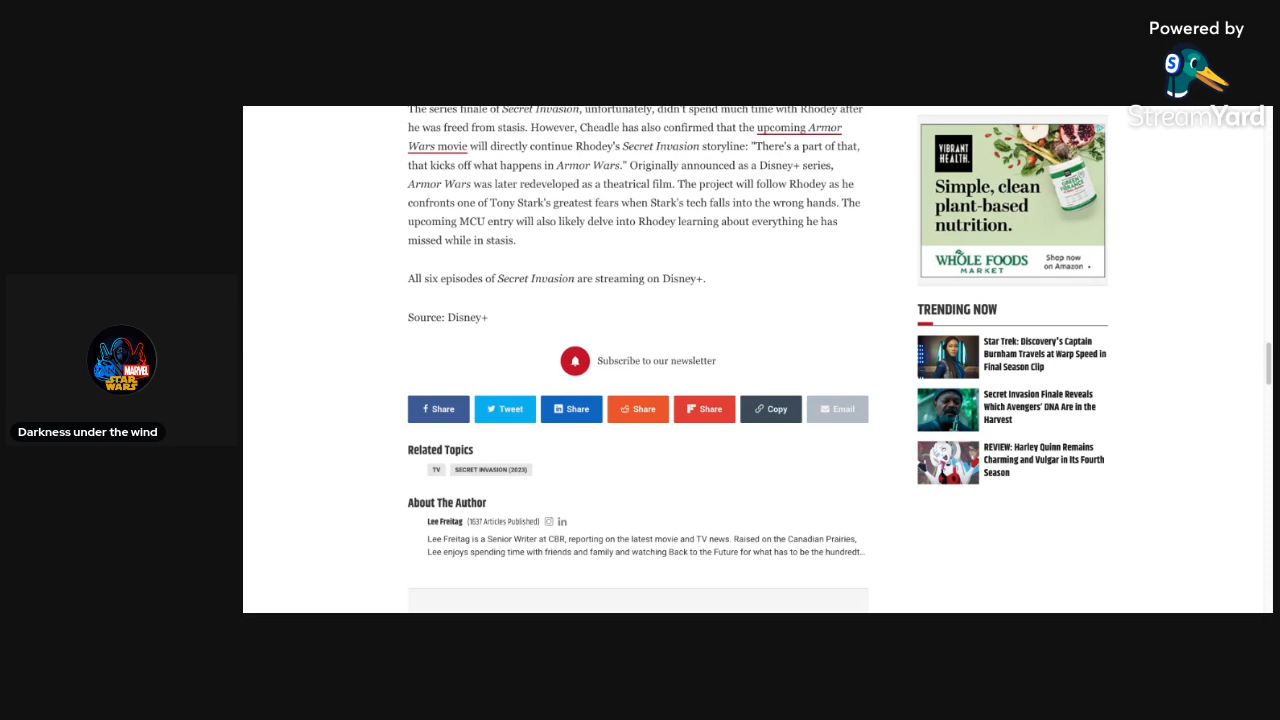 Powered by
StreamYard
The series finale of Secret Invasion, unfortunately, didn't spend much time with Rhodey after
he was freed from stasis. However, Cheadle has also confirmed that the upcoming Armor
Wars movie will directly continue Rhodey's Secret Invasion storyline: "There's a part of that,
that kicks off what happens in Armor Wars." Originally announced as a Disney+ series,
Armor Wars was later redeveloped as a theatrical film. The project will follow Rhodey as he
confronts one of Tony Stark's greatest fears when Stark's tech falls into the wrong hands. The
upcoming MCU entry will also likely delve into Rhodey learning about everything he has
missed while in stasis.
All six episodes of Secret Invasion are streaming on Disney+.
Source: Disney+
Subscribe to our newsletter
Share
Tweet
Share
Share
Share
Copy
Email
Related Topics
TV
SECRET INVASION (2023)
About The Author
Lee Freitag (1637 Articles Published)
Lee Freitag is a Senior Writer at CBR, reporting on the latest movie and TV news. Raised on the Canadian Prairies,
Lee enjoys spending time with friends and family and watching Back to the Future for what has to be the hundredt...
VIBRANT
HEALTH.
Simple, clean
plant-based
nutrition.
WHOLE FOODS
MARKET
Shop now
on Amazon
TRENDING NOW
Star Trek: Discovery's Captain
Burnham Travels at Warp Speed in
Final Season Clip
Secret Invasion Finale Reveals
Which Avengers' DNA Are in the
Harvest
REVIEW: Harley Quinn Remains
Charming and Vulgar in Its Fourth
Season
MARVEL
STAR
WARS
Darkness under the wind